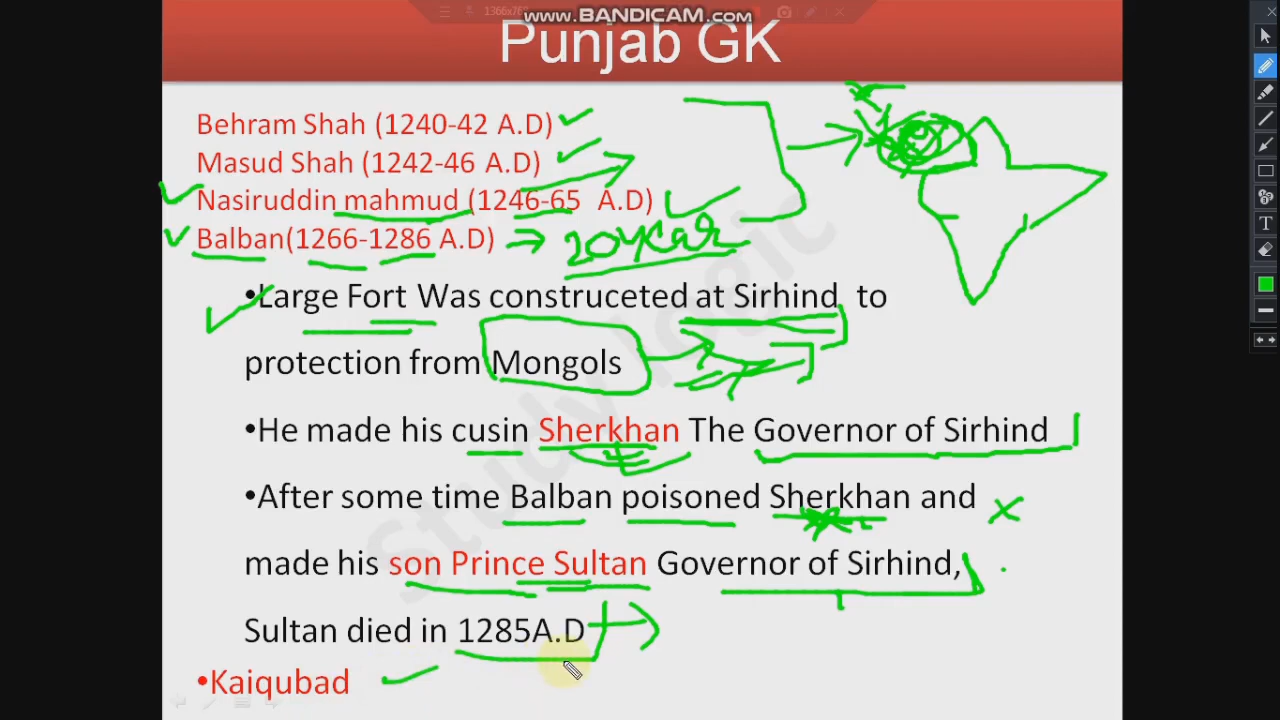 1366x768
www.BANDICAM.com
Punjab GK
Behram Shah (1240-42 A.D)
Masud Shah (1242-46 A.D)
Nasiruddin mahmud (1246-65 A.D)
Balban(1266-1286 A.D) 20 year
•Large Fort Was construceted at Sirhind to
protection from Mongols
•He made his cusin Sherkhan The Governor of Sirhind
•After some time Balban poisoned Sherkhan and
made his son Prince Sultan Governor of Sirhind,
Sultan died in 1285A.D
•Kaiqubad
Study logic